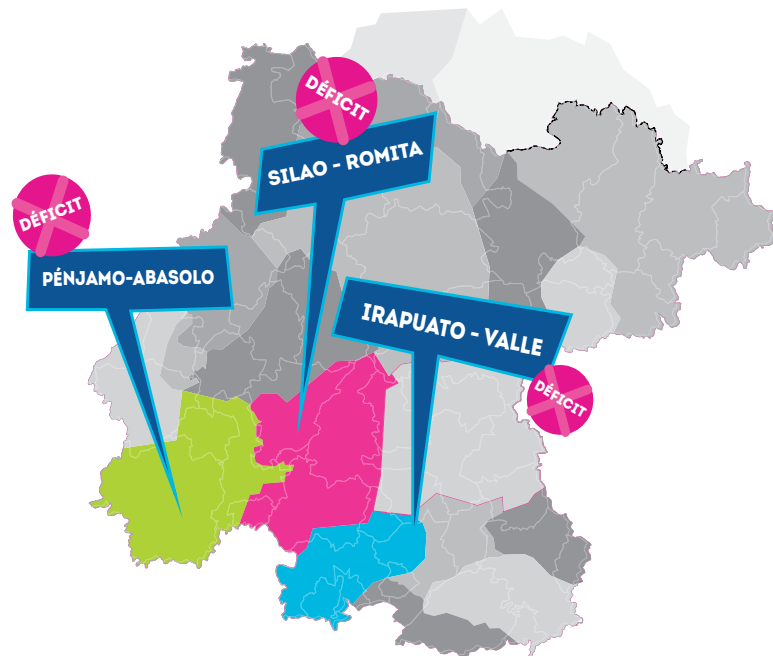 DÉFICIT
SILAO - ROMITA
DÉFICIT
PÉNJAMO-ABASOLO
IRAPUATO - VALLE
DÉFICIT